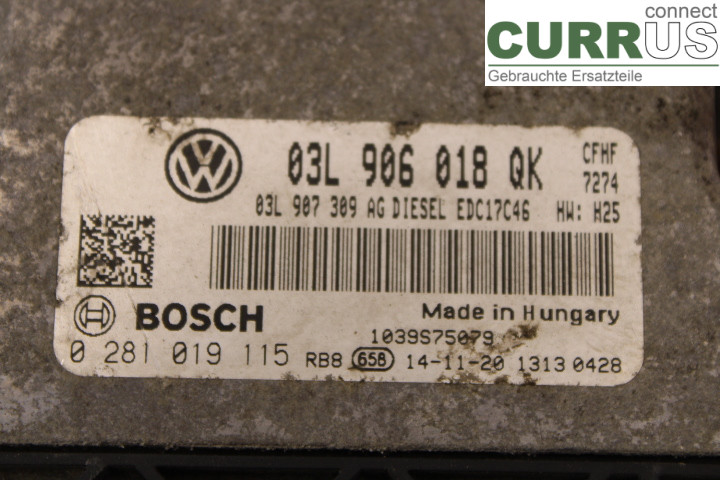 connect
CURRUS
Gebrauchte Ersatzteile
VW
03L 906 018 QK
CFHF
7274
03L 907 309 AG DIESEL EDC17C46 HW: H25
BOSCH
Made in Hungary
1039S75079
0 281 019 115 RB8 658 14-11-20 1313 0428